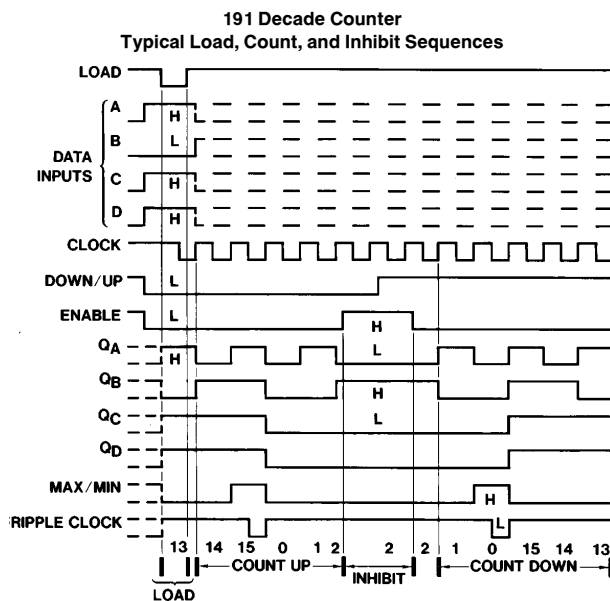 191 Decade Counter
Typical Load, Count, and Inhibit Sequences
LOAD
A
H
B
L
DATA
INPUTS
C
H
D
H
CLOCK
DOWN/UP
L
ENABLE
L
H
QA
H
L
QB
H
QC
L
QD
MAX/MIN
H
RIPPLE CLOCK
L
13 14 15 0 1 2 2 2 1 0 15 14 13
COUNT UP
INHIBIT
COUNT DOWN
LOAD